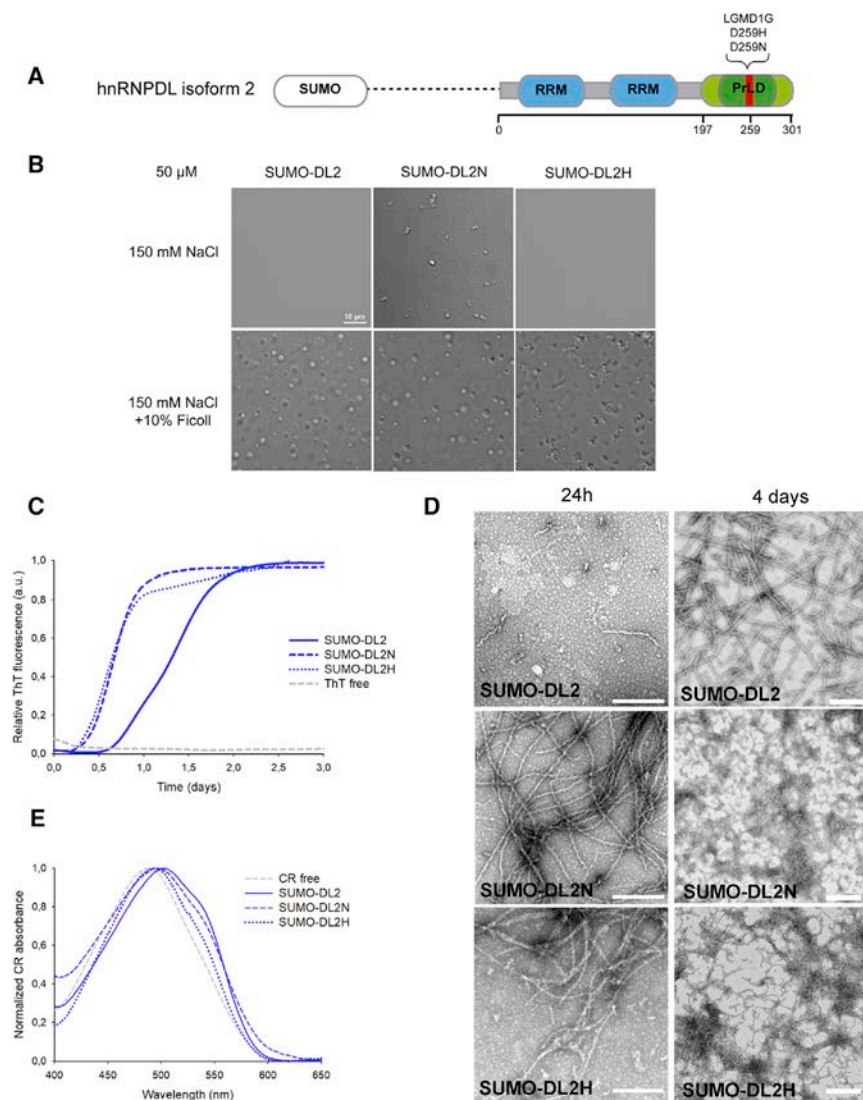 LGMD1G
D259H
D259N
A
hnRNPDL isoform 2
SUMO
RRM
RRM
PrLD
0
197
259
301
B
50 µM
SUMO-DL2
SUMO-DL2N
SUMO-DL2H
150 mM NaCl
10 µm
150 mM NaCl
+10% Ficoll
C
Relative ThT fluorescence (a.u.)
1,0
0,8
0,6
0,4
0,2
0,0
SUMO-DL2
SUMO-DL2N
SUMO-DL2H
ThT free
0,0
0,5
1,0
1,5
2,0
2,5
3,0
Time (days)
D
24h
4 days
SUMO-DL2
SUMO-DL2
SUMO-DL2N
SUMO-DL2N
SUMO-DL2H
SUMO-DL2H
E
Normalized CR absorbance
1,0
0,8
0,6
0,4
0,2
0,0
CR free
SUMO-DL2
SUMO-DL2N
SUMO-DL2H
400
450
500
550
600
650
Wavelength (nm)